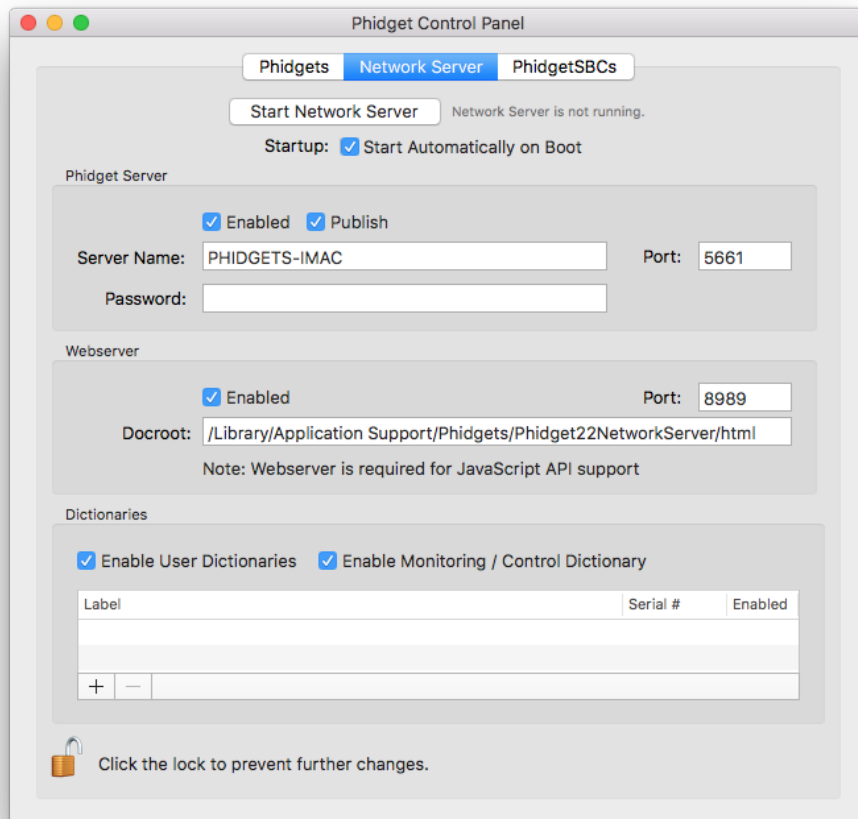 Phidget Control Panel
Phidgets Network Server PhidgetSBCs
Start Network Server Network Server is not running.
Startup: Start Automatically on Boot
Phidget Server
Enabled Publish
Server Name: PHIDGETS-IMAC Port: 5661
Password:
Webserver
Enabled Port: 8989
Docroot: /Library/Application Support/Phidgets/Phidget22NetworkServer/html
Note: Webserver is required for JavaScript API support
Dictionaries
Enable User Dictionaries Enable Monitoring / Control Dictionary
Label Serial # Enabled
+ −
Click the lock to prevent further changes.